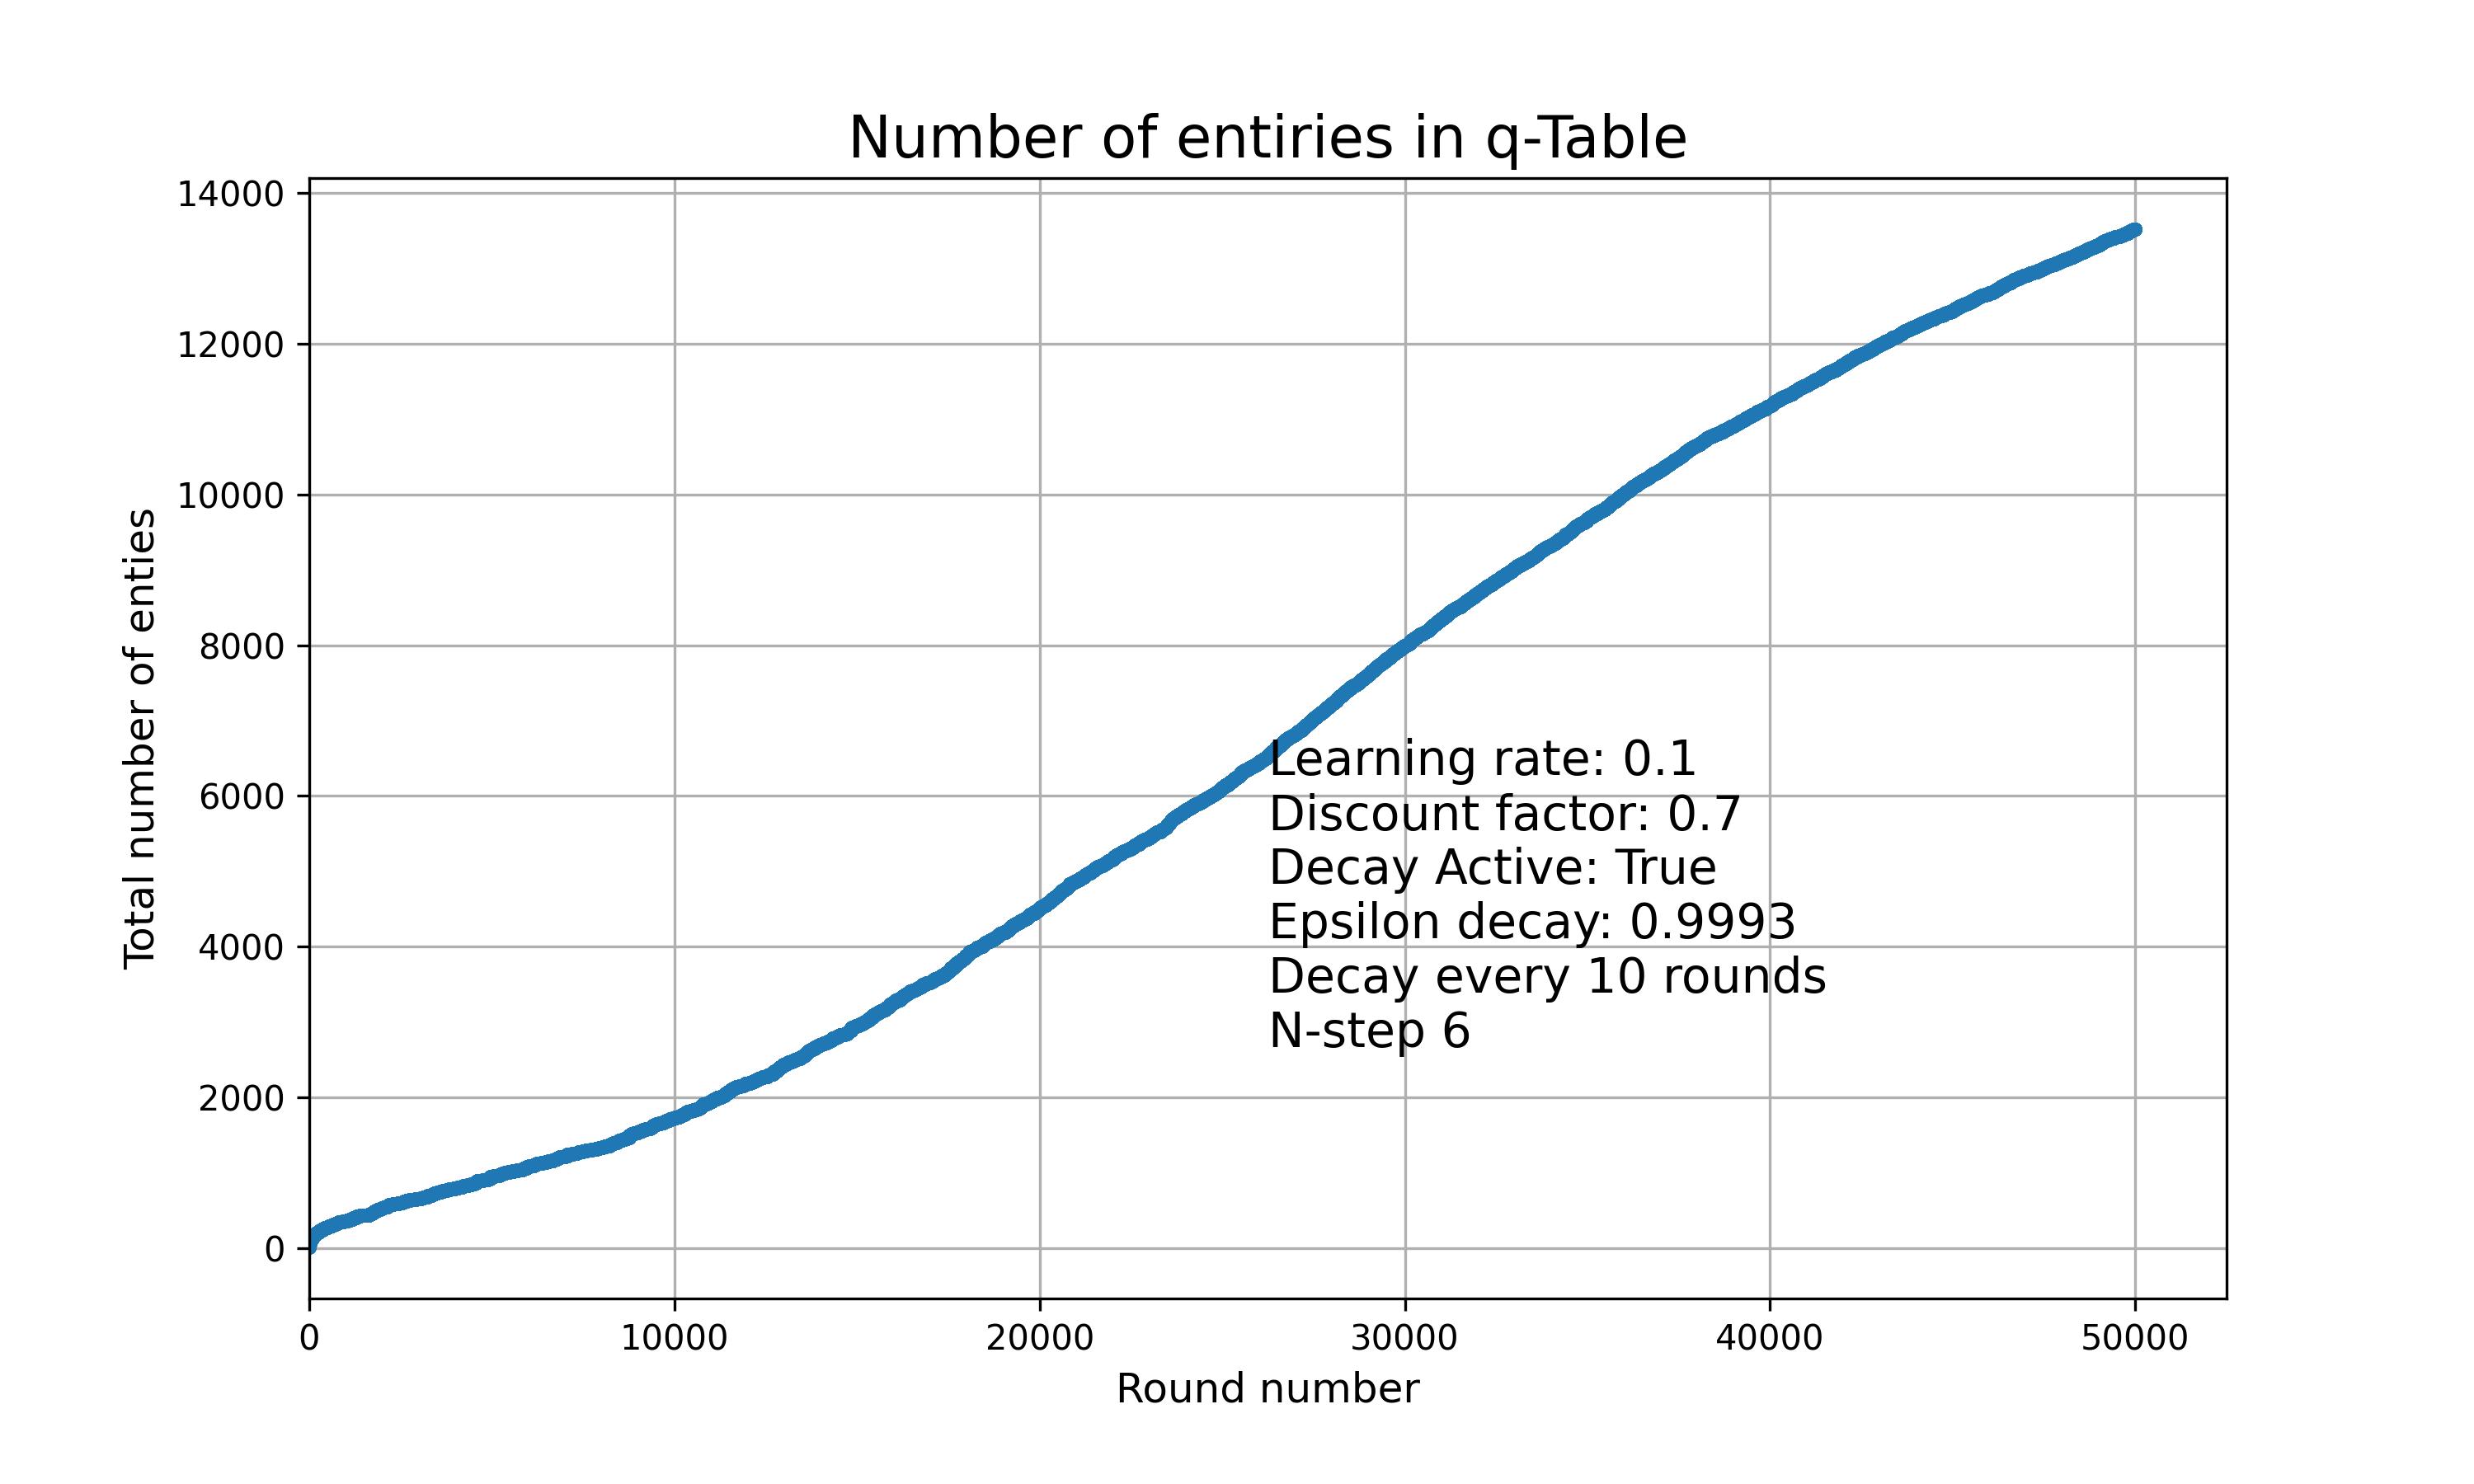 Number of entiries in q-Table
14000
12000
10000
8000
6000
4000
2000
0
Total number of enties
Learning rate: 0.1
Discount factor: 0.7
Decay Active: True
Epsilon decay: 0.9993
Decay every 10 rounds
N-step 6
0 10000 20000 30000 40000 50000
Round number